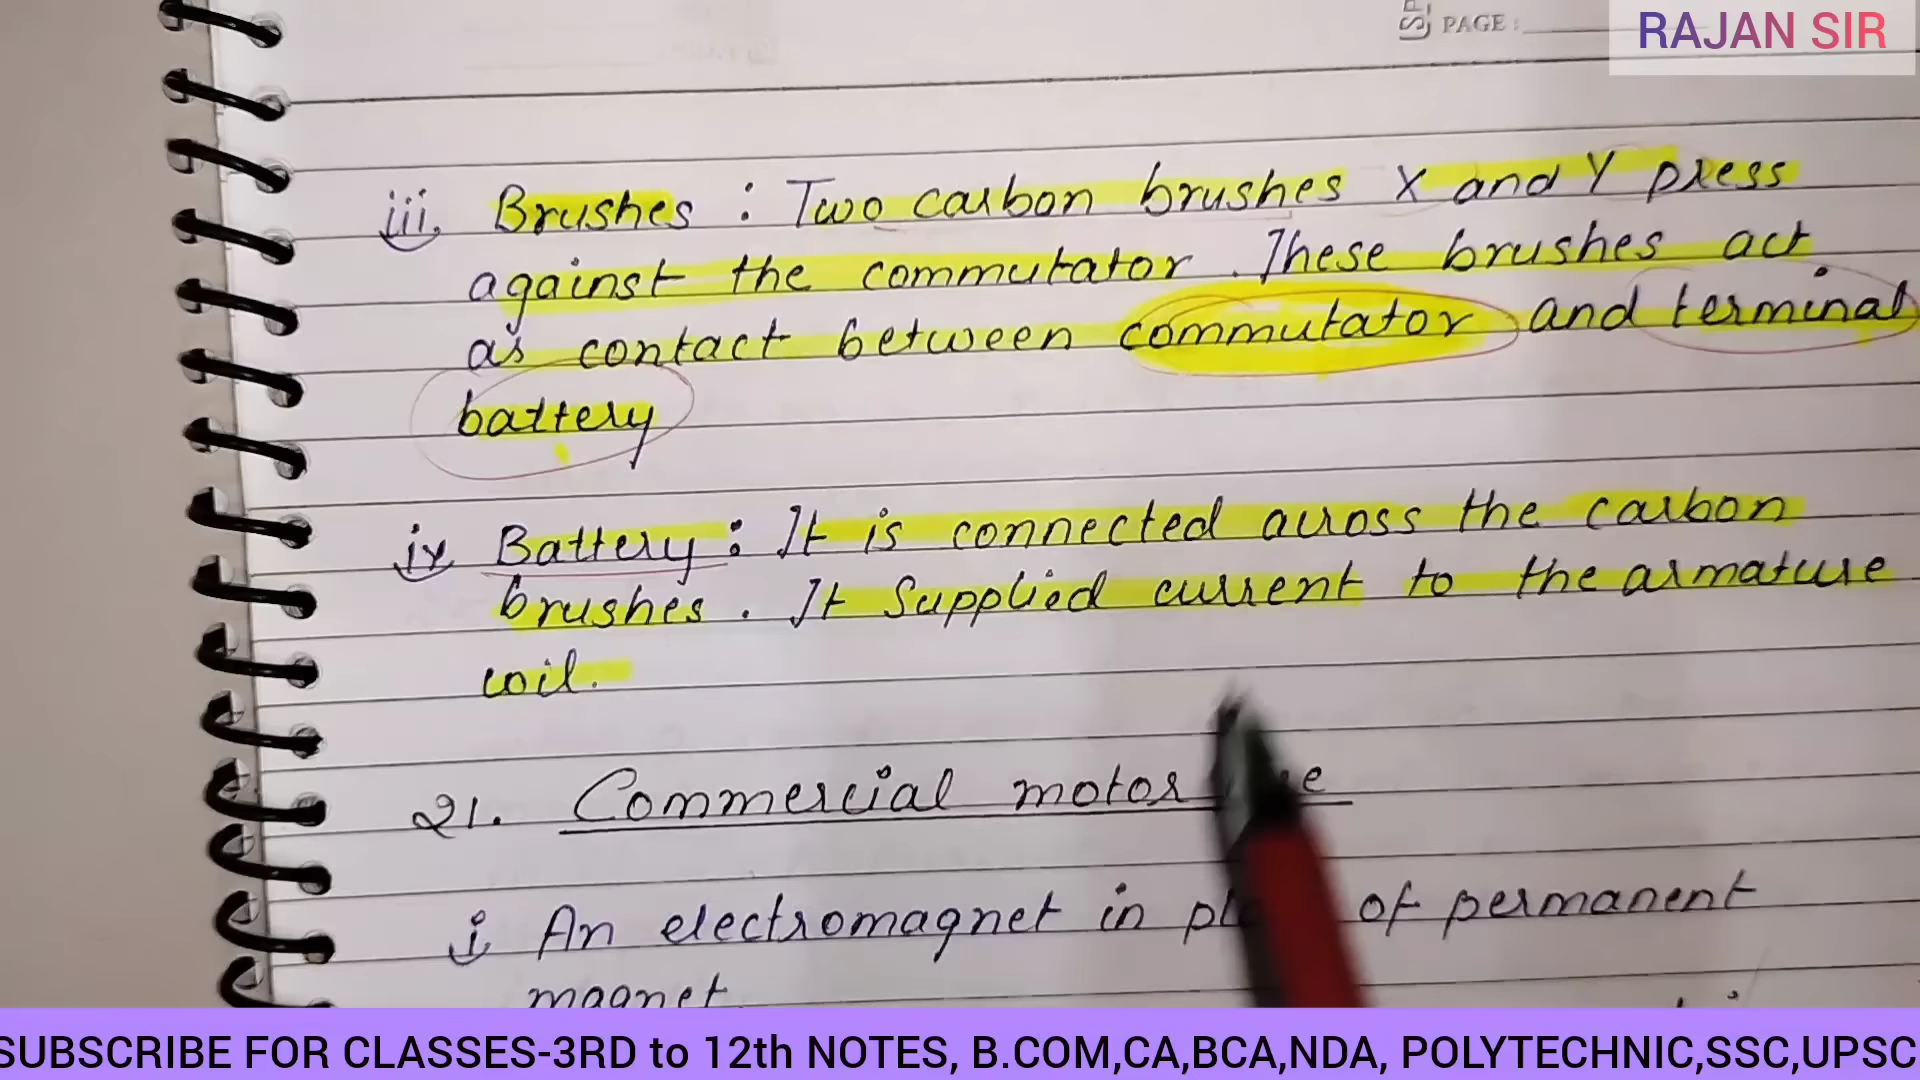 PAGE :
RAJAN SIR
iii. Brushes : Two carbon brushes X and Y press
against the commutator. These brushes act
as contact between commutator and terminal
battery
iv Battery : It is connected across the carbon
brushes. It Supplied current to the armature
coil.
21. Commercial motor
i An electromagnet in of permanent
magnet
SUBSCRIBE FOR CLASSES-3RD to 12th NOTES, B.COM,CA,BCA,NDA, POLYTECHNIC,SSC,UPSC